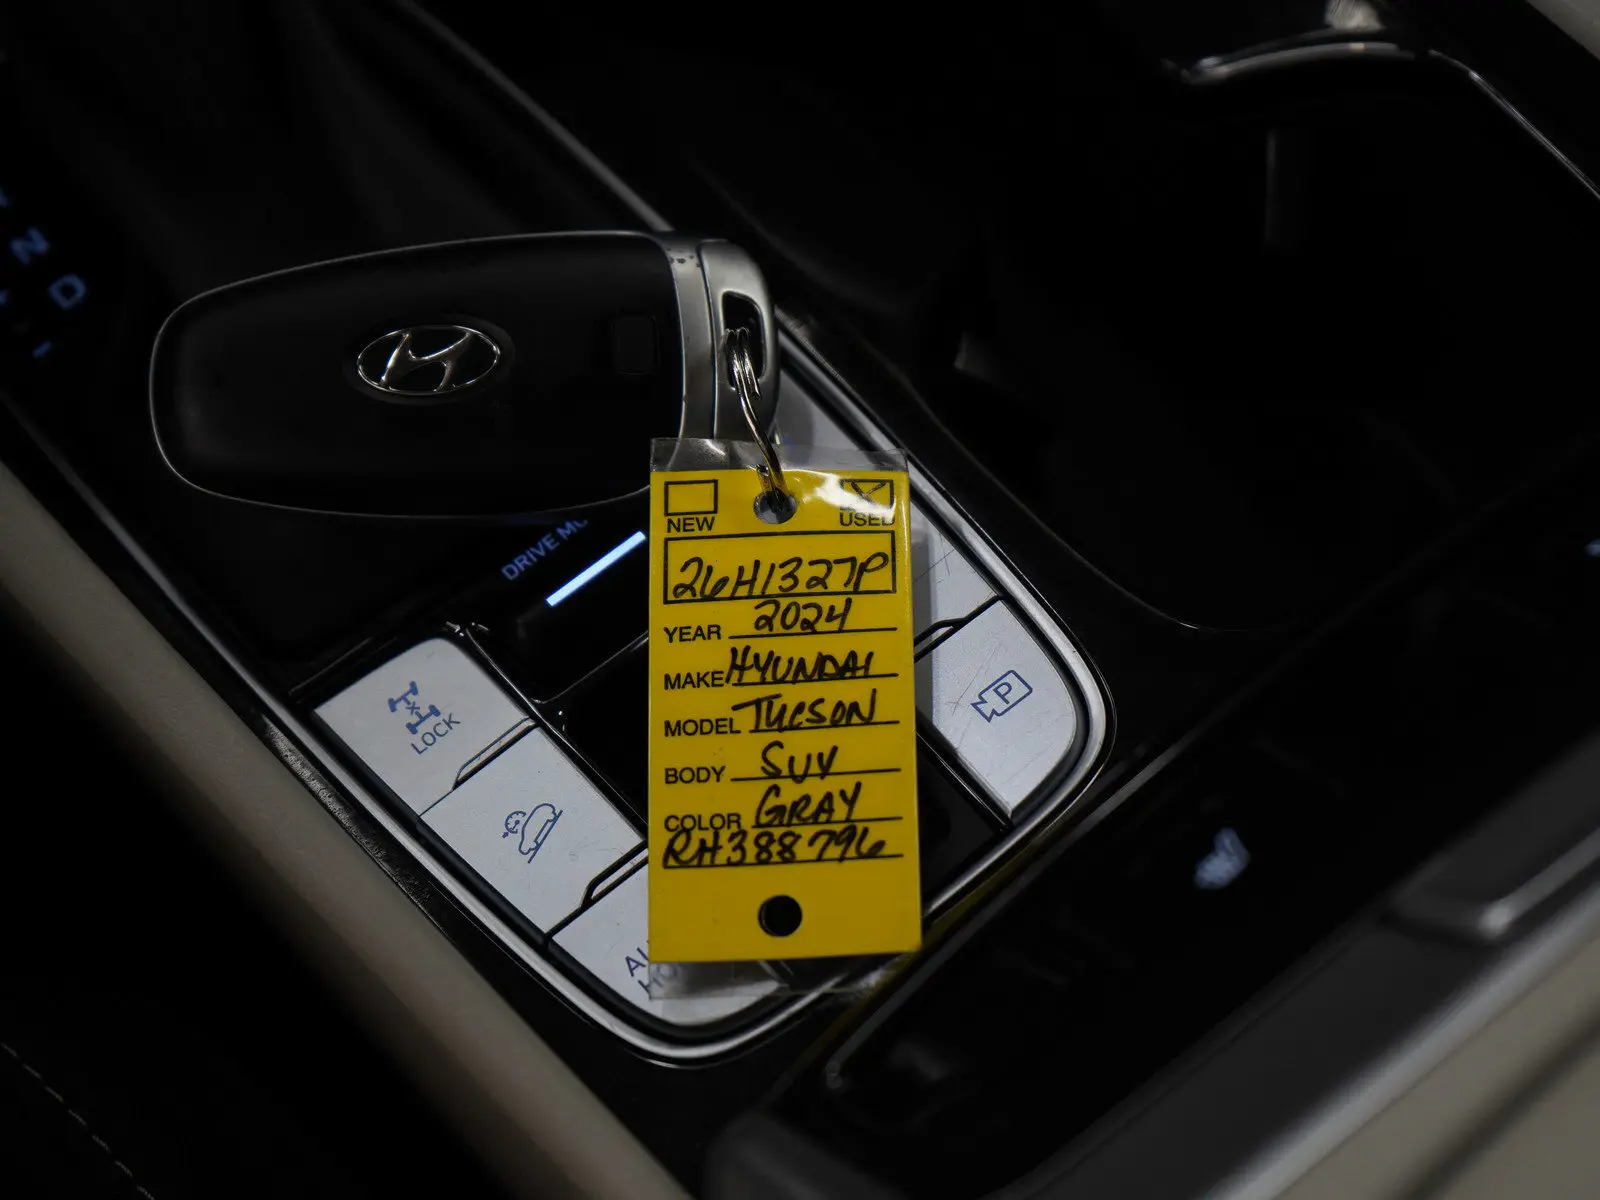 N
D
DRIVE
NEW
USED
26H1327P
YEAR 2024
MAKE HYUNDAI
MODEL TUCSON
BODY SUV
COLOR GRAY
RH388796
LOCK
P